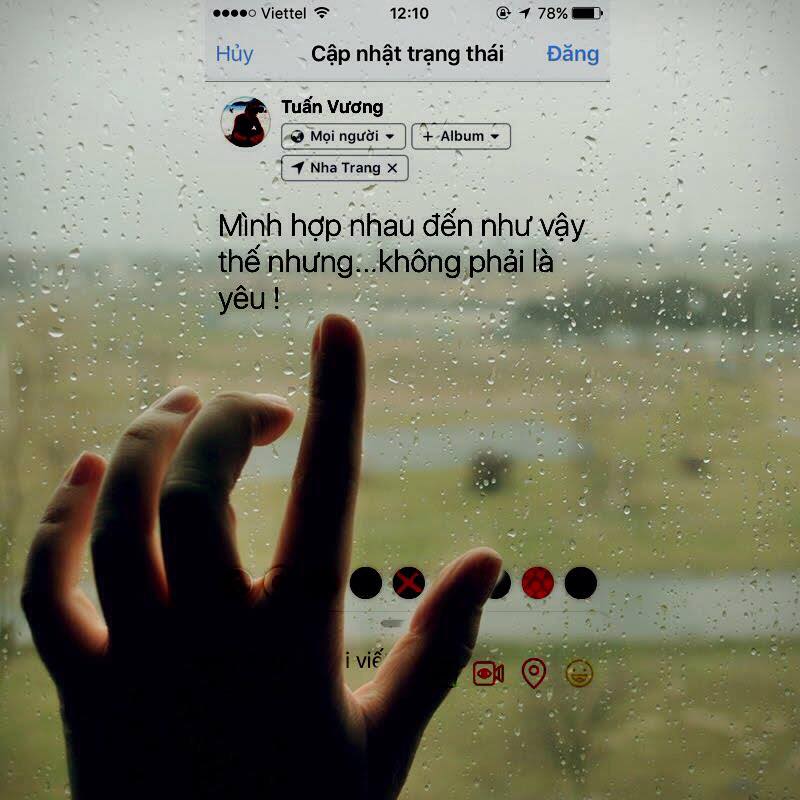 Viettel 12:10 78%
Hủy Cập nhật trạng thái Đăng
Tuấn Vương
Mọi người + Album
Nha Trang ×
Mình hợp nhau đến như vậy
thế nhưng...không phải là
yêu !